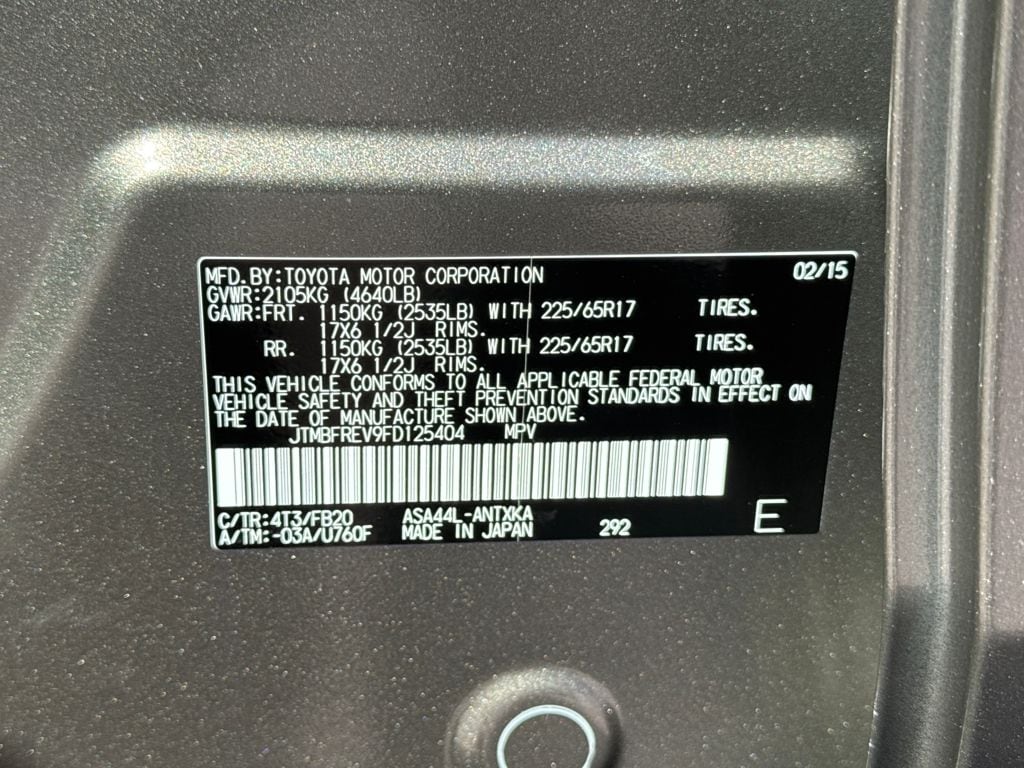 MFD.BY:TOYOTA MOTOR CORPORATION 02/15
GVWR:2105KG (4640LB)
GAWR:FRT. 1150KG (2535LB) WITH 225/65R17 TIRES.
17X6 1/2J RIMS.
RR. 1150KG (2535LB) WITH 225/65R17 TIRES.
17X6 1/2J RIMS.
THIS VEHICLE CONFORMS TO ALL APPLICABLE FEDERAL MOTOR
VEHICLE SAFETY AND THEFT PREVENTION STANDARDS IN EFFECT ON
THE DATE OF MANUFACTURE SHOWN ABOVE.
JTMBFREV9FD125404 MPV
C/TR:4T3/FB20 ASA44L-ANTXKA
A/TM:-03A/U760F MADE IN JAPAN 292 E